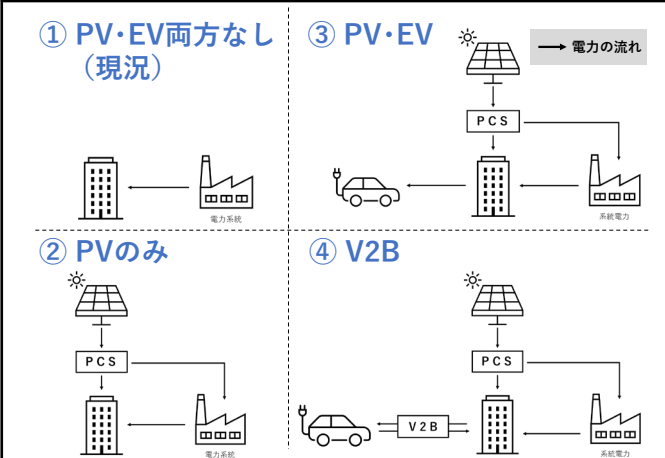 ① PV・EV両方なし
（現況）
電力系統
② PVのみ
PCS
電力系統
③ PV・EV
電力の流れ
PCS
系統電力
④ V2B
PCS
V2B
系統電力